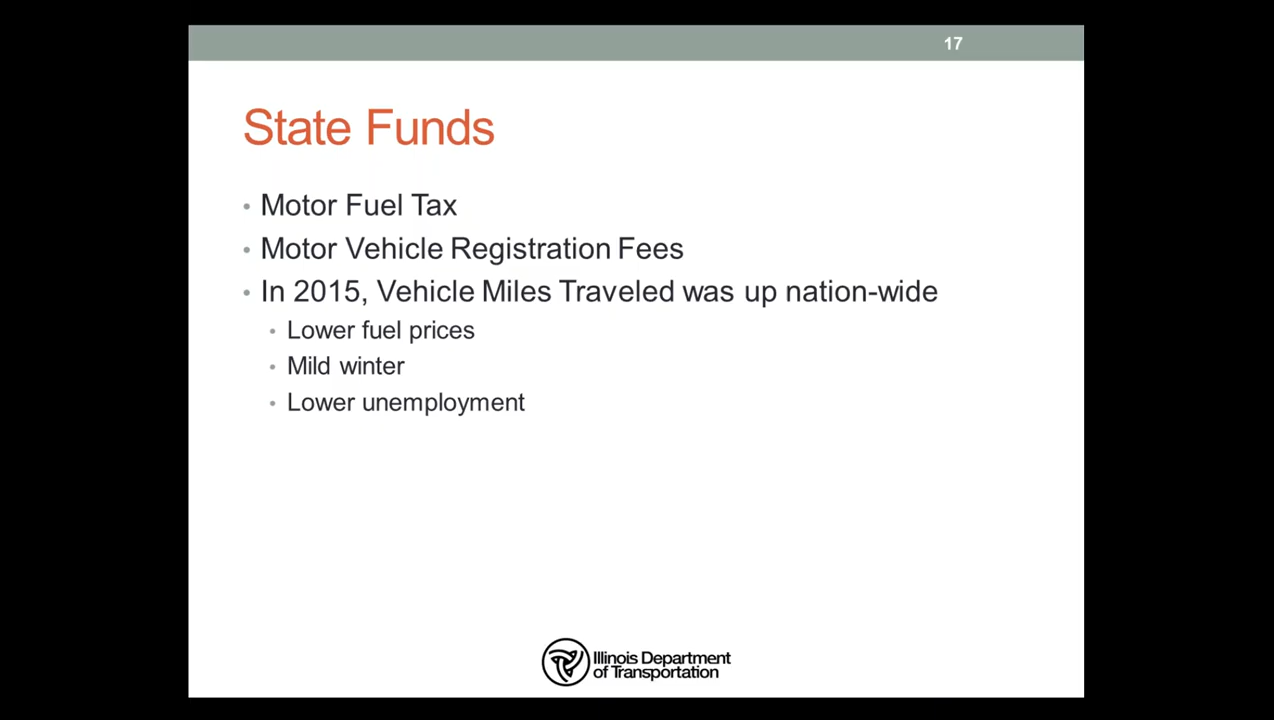 17
State Funds
• Motor Fuel Tax
• Motor Vehicle Registration Fees
• In 2015, Vehicle Miles Traveled was up nation-wide
• Lower fuel prices
• Mild winter
• Lower unemployment
Illinois Department
of Transportation